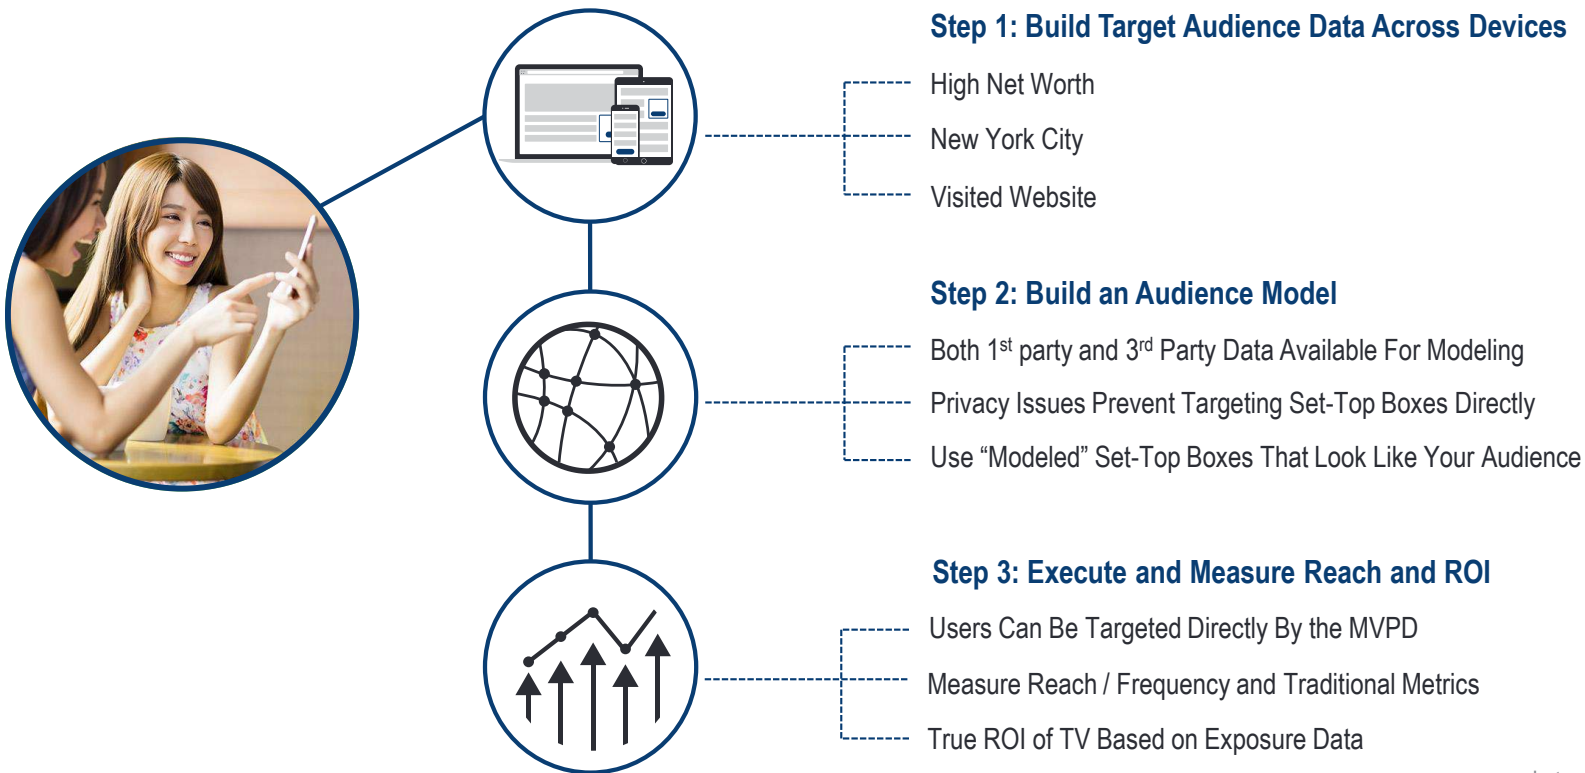 Step 1: Build Target Audience Data Across Devices
High Net Worth
New York City
Visited Website
Step 2: Build an Audience Model
Both 1st party and 3rd Party Data Available For Modeling
Privacy Issues Prevent Targeting Set-Top Boxes Directly
Use “Modeled” Set-Top Boxes That Look Like Your Audience
Step 3: Execute and Measure Reach and ROI
Users Can Be Targeted Directly By the MVPD
Measure Reach / Frequency and Traditional Metrics
True ROI of TV Based on Exposure Data